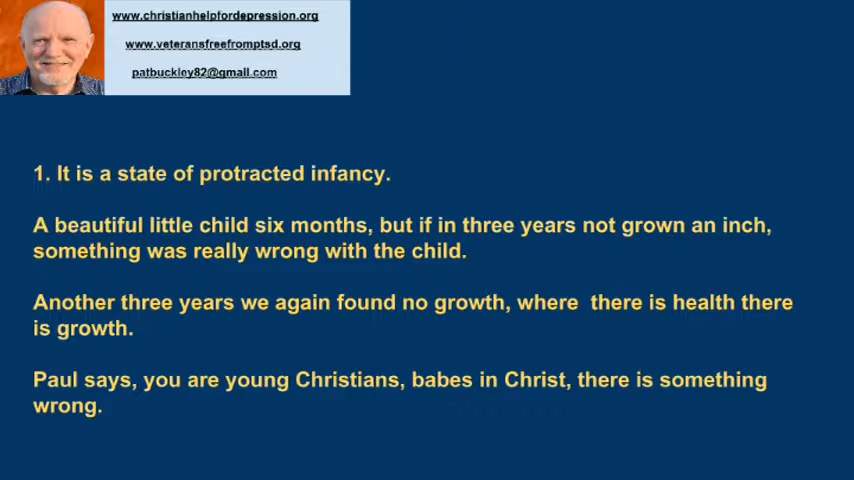 www.christianhelpfordepression.org
www.veteransfreefromptsd.org
patbuckley82@gmail.com
1. It is a state of protracted infancy.
A beautiful little child six months, but if in three years not grown an inch,
something was really wrong with the child.
Another three years we again found no growth, where there is health there
is growth.
Paul says, you are young Christians, babes in Christ, there is something
wrong.